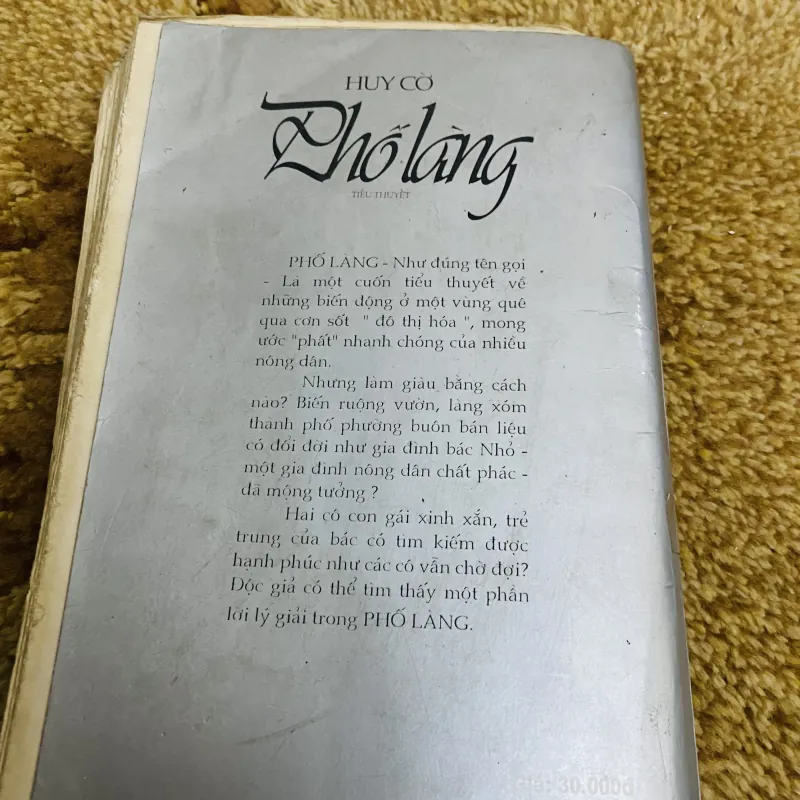 HUY CỜ
Phố làng
TIỂU THUYẾT
PHỐ LÀNG - Như đúng tên gọi
- Là một cuốn tiểu thuyết về
những biến động ở một vùng quê
qua cơn sốt " đô thị hóa ", mong
ước "phất" nhanh chóng của nhiều
nông dân.
Nhưng làm giàu bằng cách
nào? Biến ruộng vườn, làng xóm
thành phố phường buôn bán liệu
có đổi đời như gia đình bác Nhỏ -
một gia đình nông dân chất phác -
đã mộng tưởng ?
Hai cô con gái xinh xắn, trẻ
trung của bác có tìm kiếm được
hạnh phúc như các cô vẫn chờ đợi?
Độc giả có thể tìm thấy một phần
lời lý giải trong PHỐ LÀNG.
Giá: 30.000đ